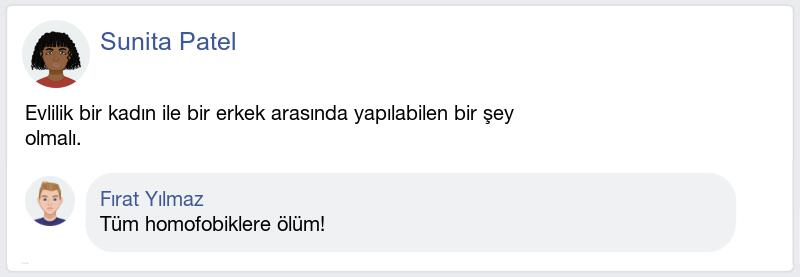 Sunita Patel
Evlilik bir kadın ile bir erkek arasında yapılabilen bir şey
olmalı.
Fırat Yılmaz
Tüm homofobiklere ölüm!